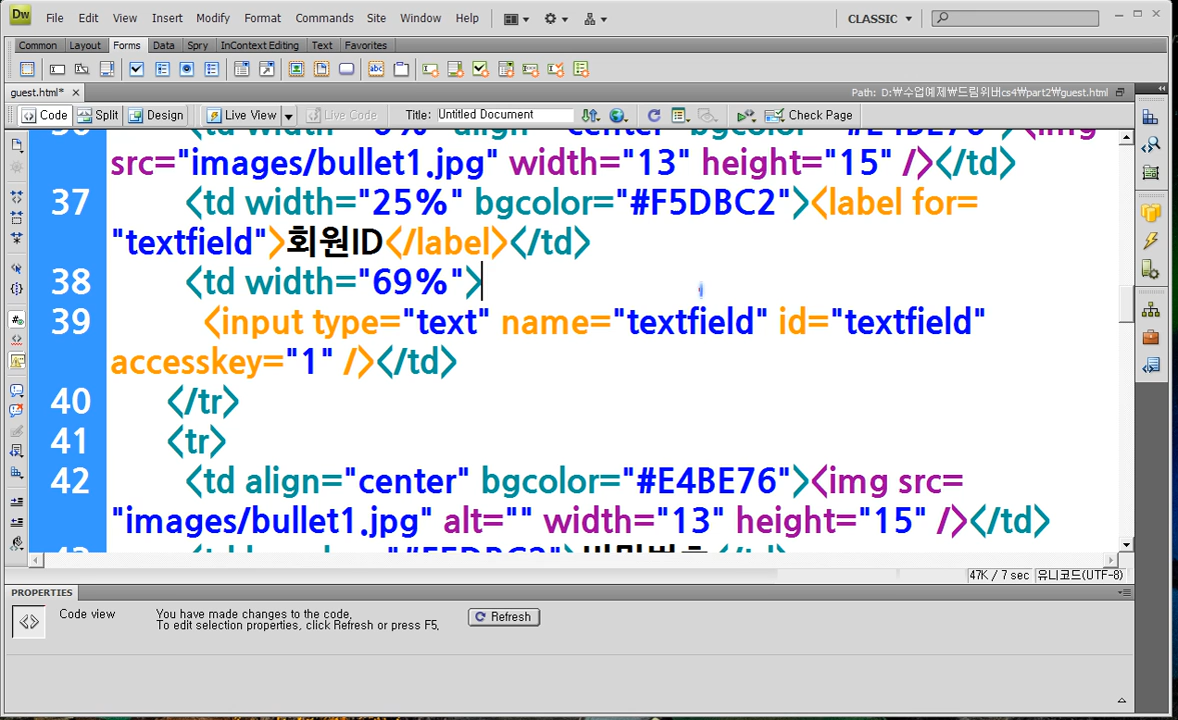 Dw File Edit View Insert Modify Format Commands Site Window Help CLASSIC
Common Layout Forms Data Spry InContext Editing Text Favorites
guest.html* Path: D:₩수업예제₩드림위버cs4₩part2₩guest.html
Code Split Design Live View Live Code Title: Untitled Document Check Page
src="images/bullet1.jpg" width="13" height="15" /></td>
37 <td width="25%" bgcolor="#F5DBC2"><label for=
"textfield">회원ID</label></td>
38 <td width="69%">
39 <input type="text" name="textfield" id="textfield"
accesskey="1" /></td>
40 </tr>
41 <tr>
42 <td align="center" bgcolor="#E4BE76"><img src=
"images/bullet1.jpg" alt="" width="13" height="15" /></td>
47K / 7 sec 유니코드(UTF-8)
PROPERTIES
Code view You have made changes to the code. Refresh
To edit selection properties, click Refresh or press F5.